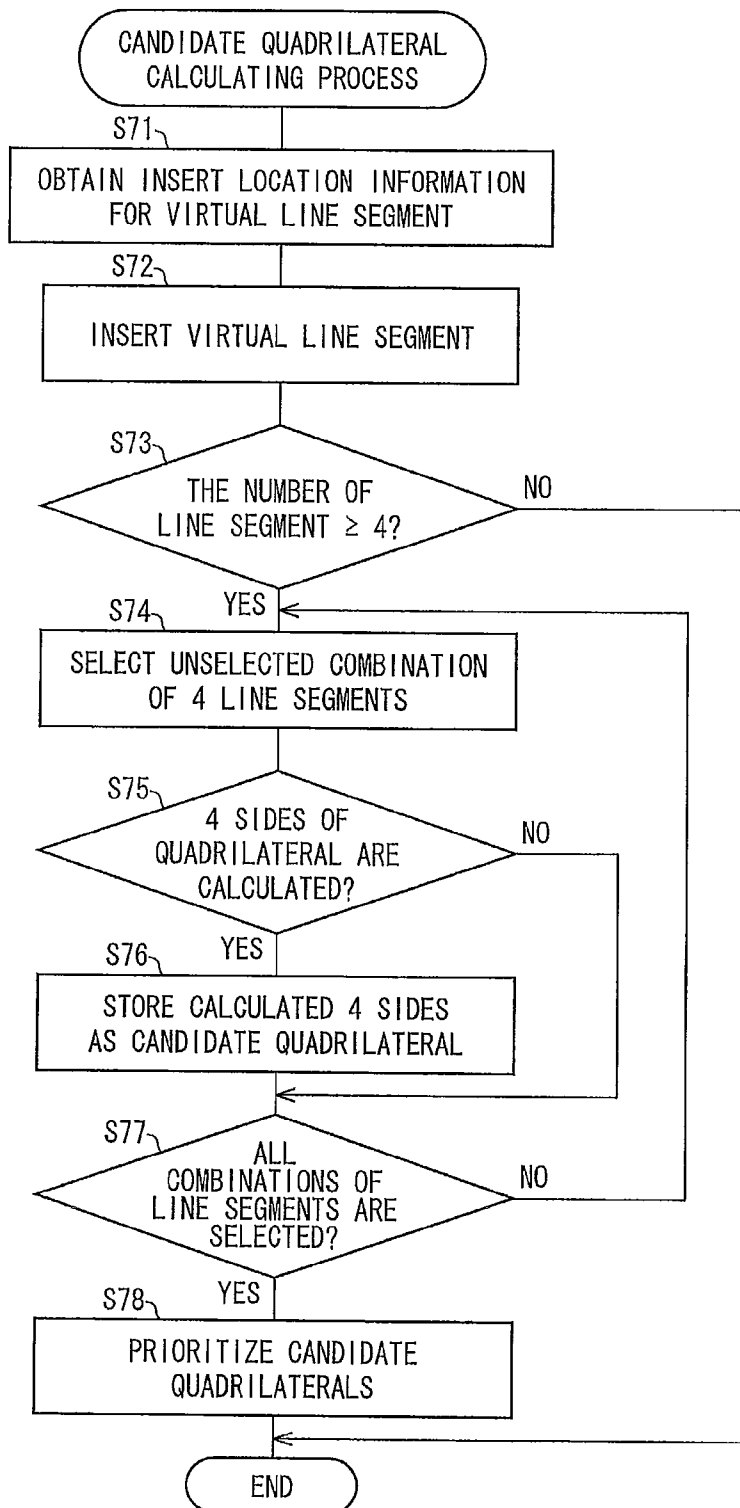 CANDIDATE QUADRILATERAL
CALCULATING PROCESS
S71
OBTAIN INSERT LOCATION INFORMATION
FOR VIRTUAL LINE SEGMENT
S72
INSERT VIRTUAL LINE SEGMENT
S73
THE NUMBER OF
LINE SEGMENT ≥ 4?
NO
YES
S74
SELECT UNSELECTED COMBINATION
OF 4 LINE SEGMENTS
S75
4 SIDES OF
QUADRILATERAL ARE
CALCULATED?
NO
YES
S76
STORE CALCULATED 4 SIDES
AS CANDIDATE QUADRILATERAL
S77
ALL
COMBINATIONS OF
LINE SEGMENTS ARE
SELECTED?
NO
YES
S78
PRIORITIZE CANDIDATE
QUADRILATERALS
END